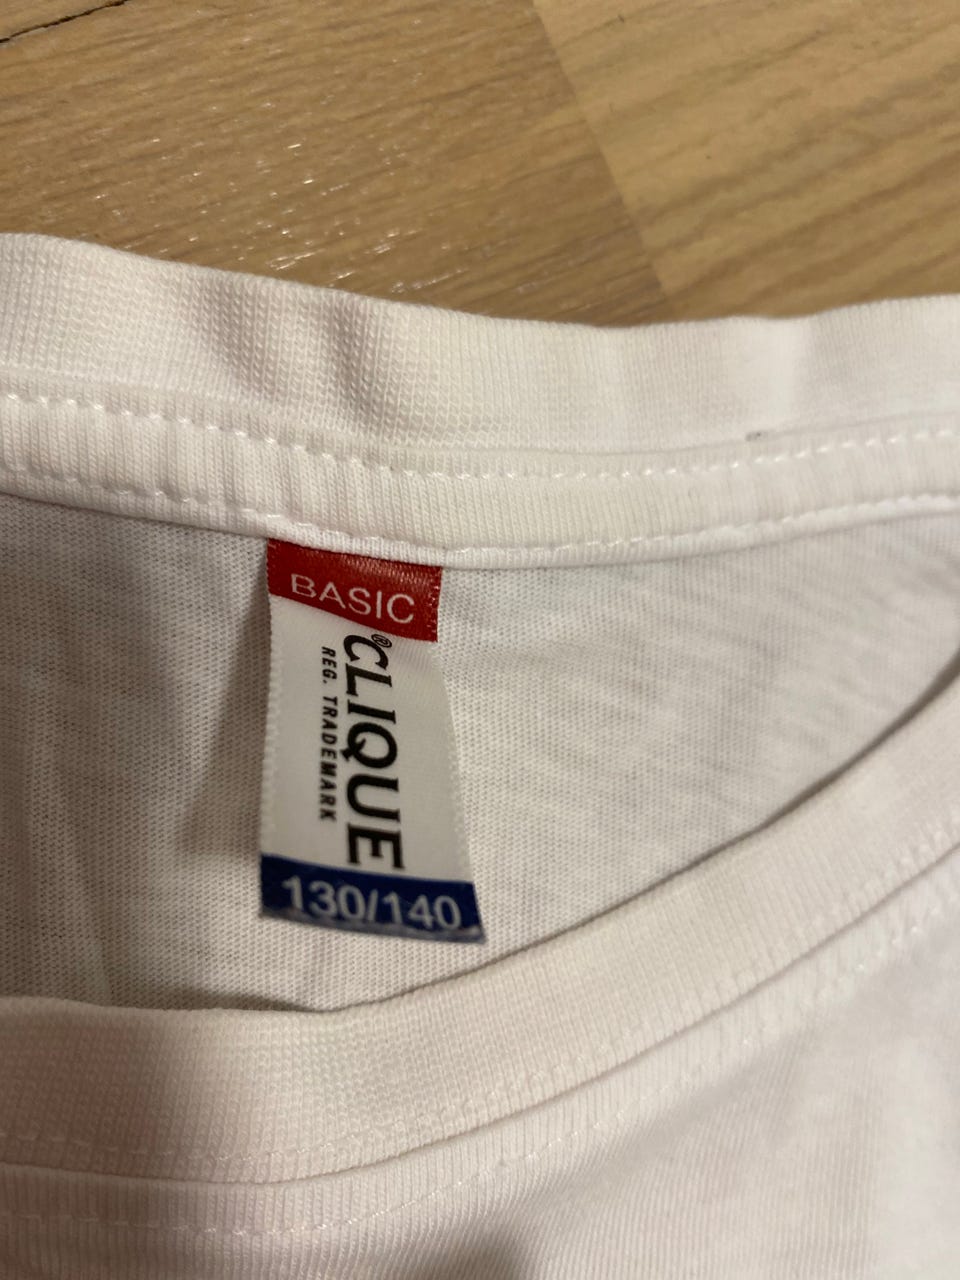 BASIC
CLIQUE®
REG. TRADEMARK
130/140